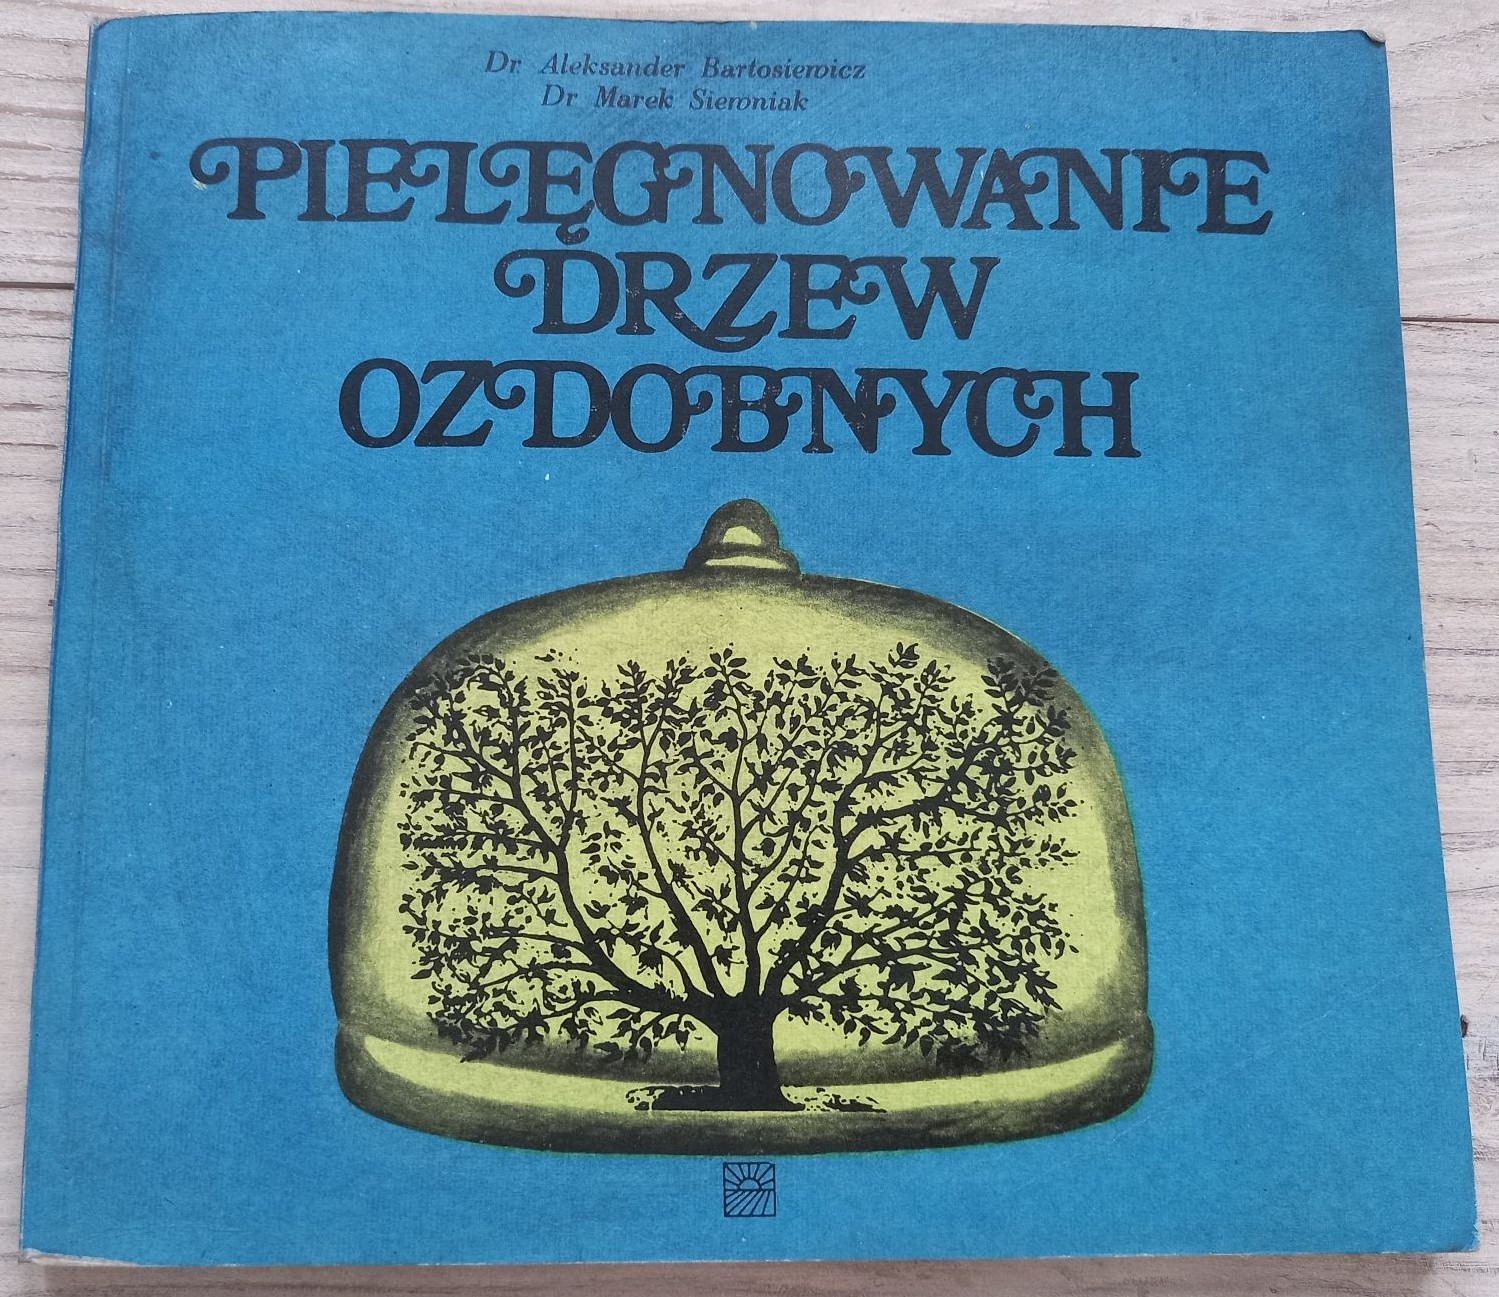 Dr Aleksander Bartosiewicz
Dr Marek Siewniak
PIELĘGNOWANIE
DRZEW
OZDOBNYCH